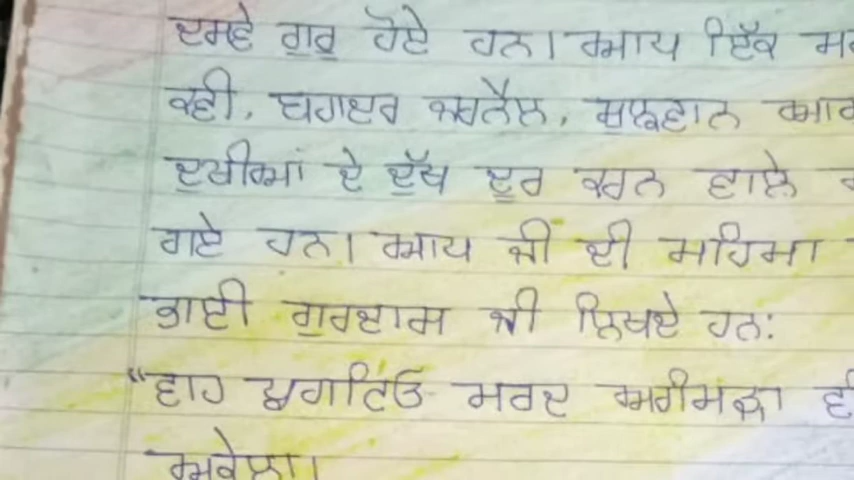 ਦਸਵੇਂ ਗੁਰੂ ਹੋਏ ਹਨ। ਆਪ ਇੱਕ
ਕਵੀ, ਬਹਾਦਰ ਜਰਨੈਲ, ਸੂਝਵਾਨ
ਦੁਖੀਆਂ ਦੇ ਦੁੱਖ ਦੂਰ ਕਰਨ ਵਾਲੇ
ਗਏ ਹਨ। ਆਪ ਜੀ ਦੀ ਮਹਿਮਾ
ਭਾਈ ਗੁਰਦਾਸ ਜੀ ਲਿਖਦੇ ਹਨ:
"ਵਾਹ ਪ੍ਰਗਟਿਓ ਮਰਦ ਅਗੰਮੜਾ
ਅਕੇਲਾ।